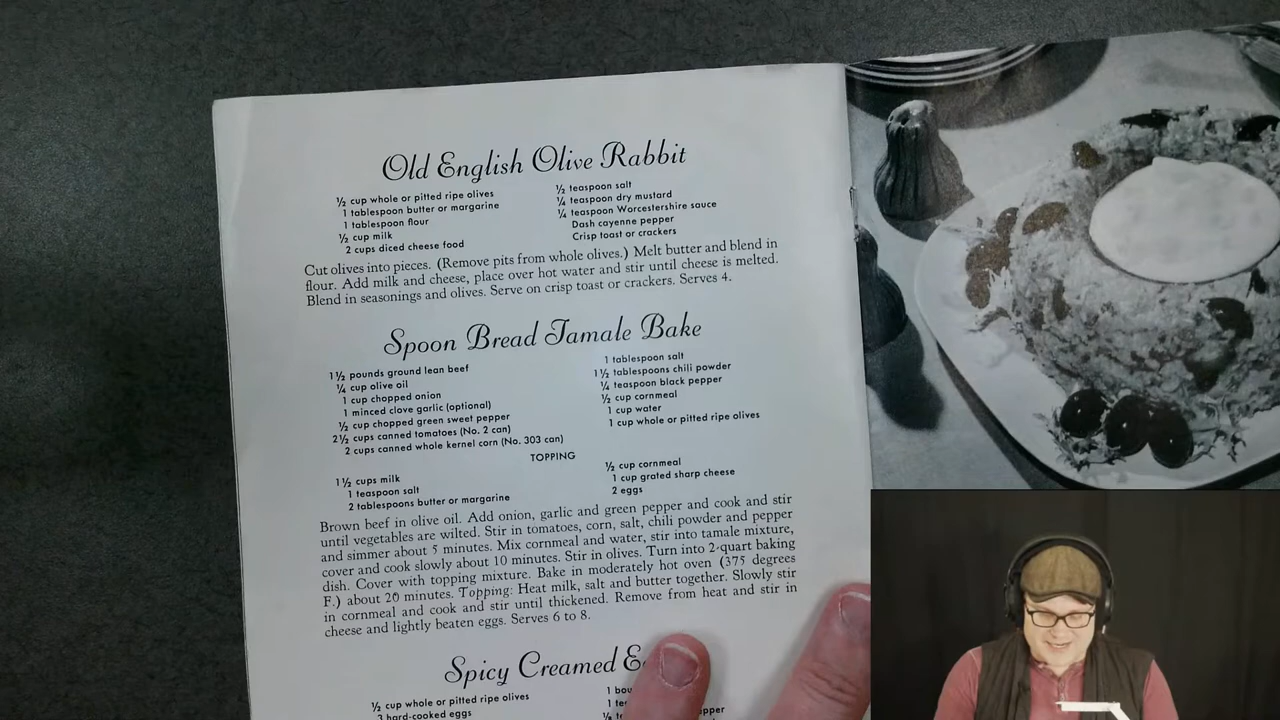 Old English Olive Rabbit
½ cup whole or pitted ripe olives
1 tablespoon butter or margarine
1 tablespoon flour
½ cup milk
2 cups diced cheese food
½ teaspoon salt
¼ teaspoon dry mustard
¼ teaspoon Worcestershire sauce
Dash cayenne pepper
Crisp toast or crackers
Cut olives into pieces. (Remove pits from whole olives.) Melt butter and blend in
flour. Add milk and cheese, place over hot water and stir until cheese is melted.
Blend in seasonings and olives. Serve on crisp toast or crackers. Serves 4.
Spoon Bread Tamale Bake
1½ pounds ground lean beef
¼ cup olive oil
1 cup chopped onion
1 minced clove garlic (optional)
½ cup chopped green sweet pepper
2½ cups canned tomatoes (No. 2 can)
2 cups canned whole kernel corn (No. 303 can)
1 tablespoon salt
1½ tablespoons chili powder
¼ teaspoon black pepper
½ cup cornmeal
1 cup water
1 cup whole or pitted ripe olives
TOPPING
1½ cups milk
1 teaspoon salt
2 tablespoons butter or margarine
½ cup cornmeal
1 cup grated sharp cheese
2 eggs
Brown beef in olive oil. Add onion, garlic and green pepper and cook and stir
until vegetables are wilted. Stir in tomatoes, corn, salt, chili powder and pepper
and simmer about 5 minutes. Mix cornmeal and water, stir into tamale mixture,
cover and cook slowly about 10 minutes. Stir in olives. Turn into 2-quart baking
dish. Cover with topping mixture. Bake in moderately hot oven (375 degrees
F.) about 20 minutes. Topping: Heat milk, salt and butter together. Slowly stir
in cornmeal and cook and stir until thickened. Remove from heat and stir in
cheese and lightly beaten eggs. Serves 6 to 8.
Spicy Creamed
½ cup whole or pitted ripe olives
3 hard-cooked eggs